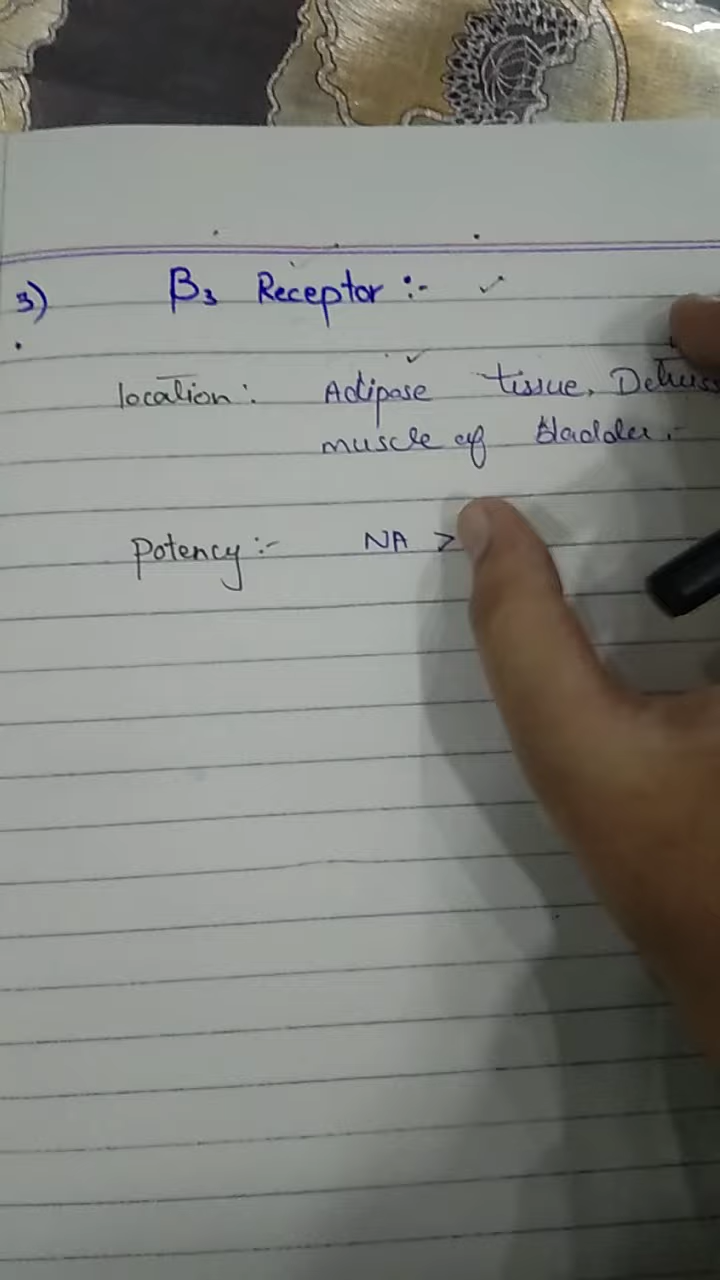 3) β₃ Receptor :- ✓
location : Adipose tissue, Detrus
muscle of bladder.-
Potency :- NA >